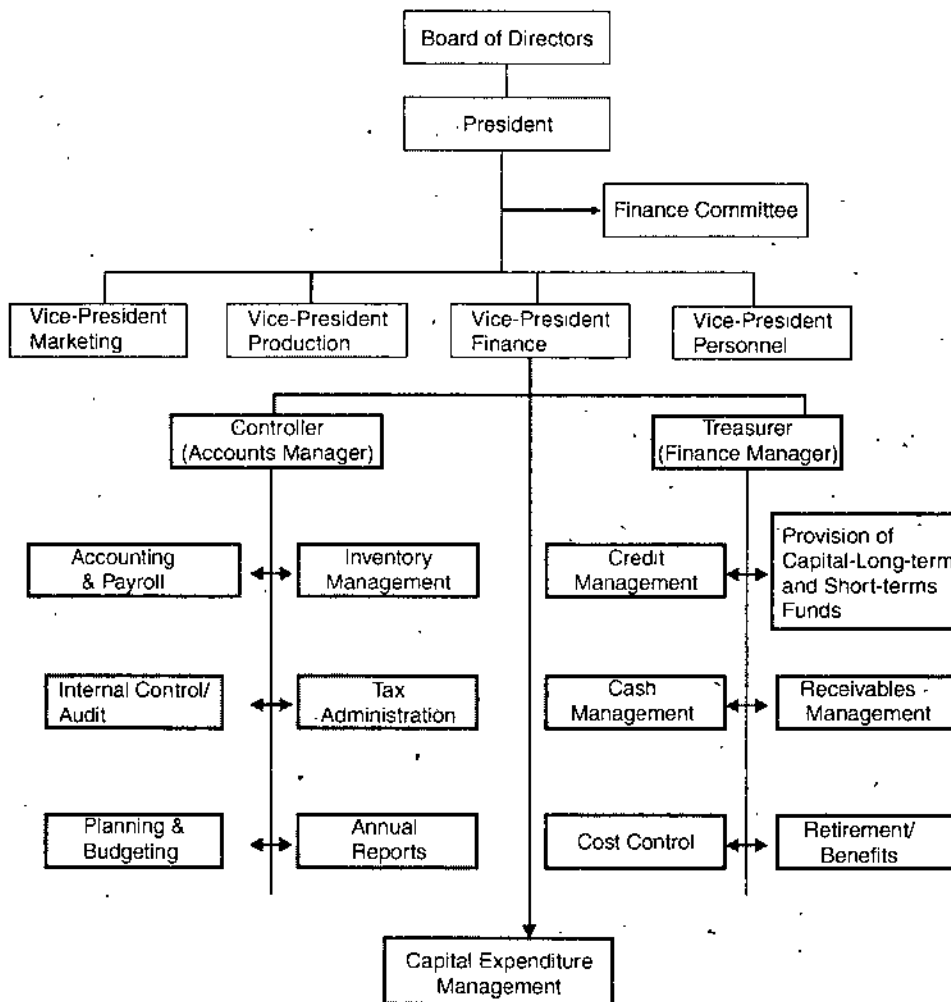 Board of Directors
President
Finance Committee
Vice-President
Marketing
Vice-President
Production
Vice-President
Finance
Vice-President
Personnel
Controller
(Accounts Manager)
Treasurer
(Finance Manager)
Accounting
& Payroll
Inventory
Management
Credit
Management
Provision of
Capital-Long-term
and Short-terms
Funds
Internal Control/
Audit
Tax
Administration
Cash
Management
Receivables
Management
Planning &
Budgeting
Annual
Reports
Cost Control
Retirement/
Benefits
Capital Expenditure
Management